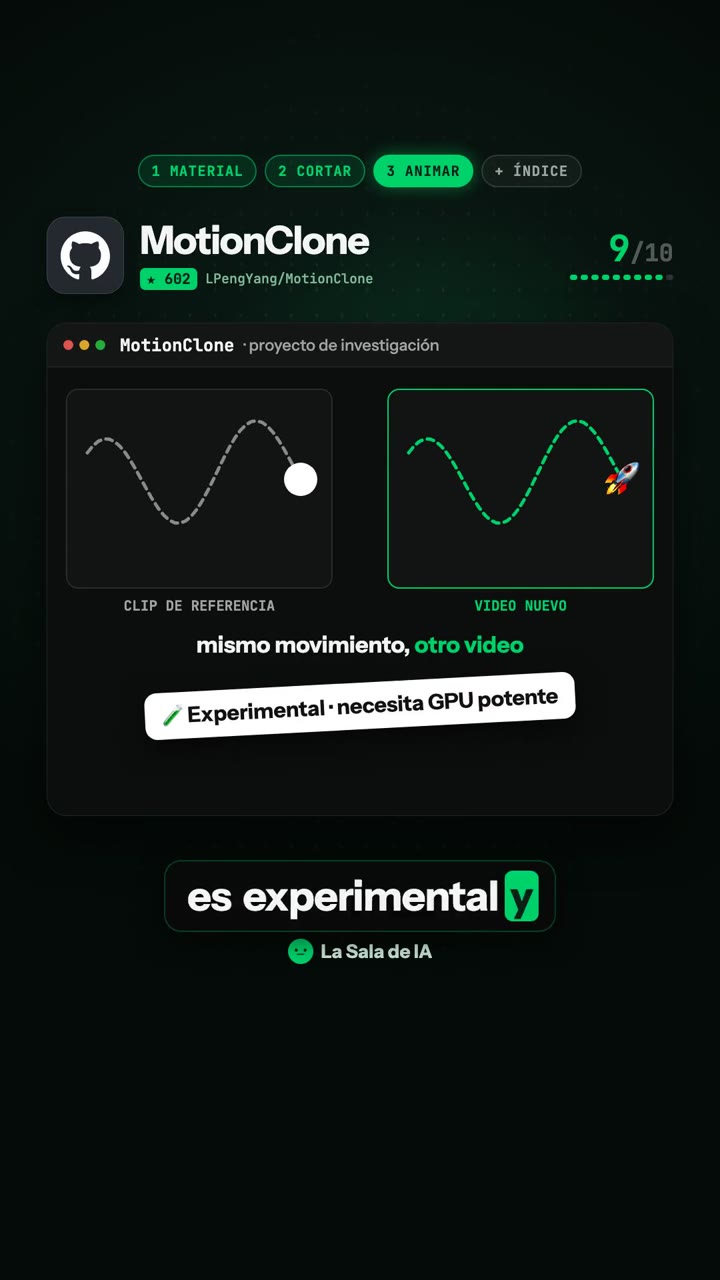 1 MATERIAL 2 CORTAR 3 ANIMAR + ÍNDICE
MotionClone
★ 602 LPengYang/MotionClone
9/10
MotionClone · proyecto de investigación
CLIP DE REFERENCIA
VIDEO NUEVO
mismo movimiento, otro video
Experimental · necesita GPU potente
es experimental y
La Sala de IA